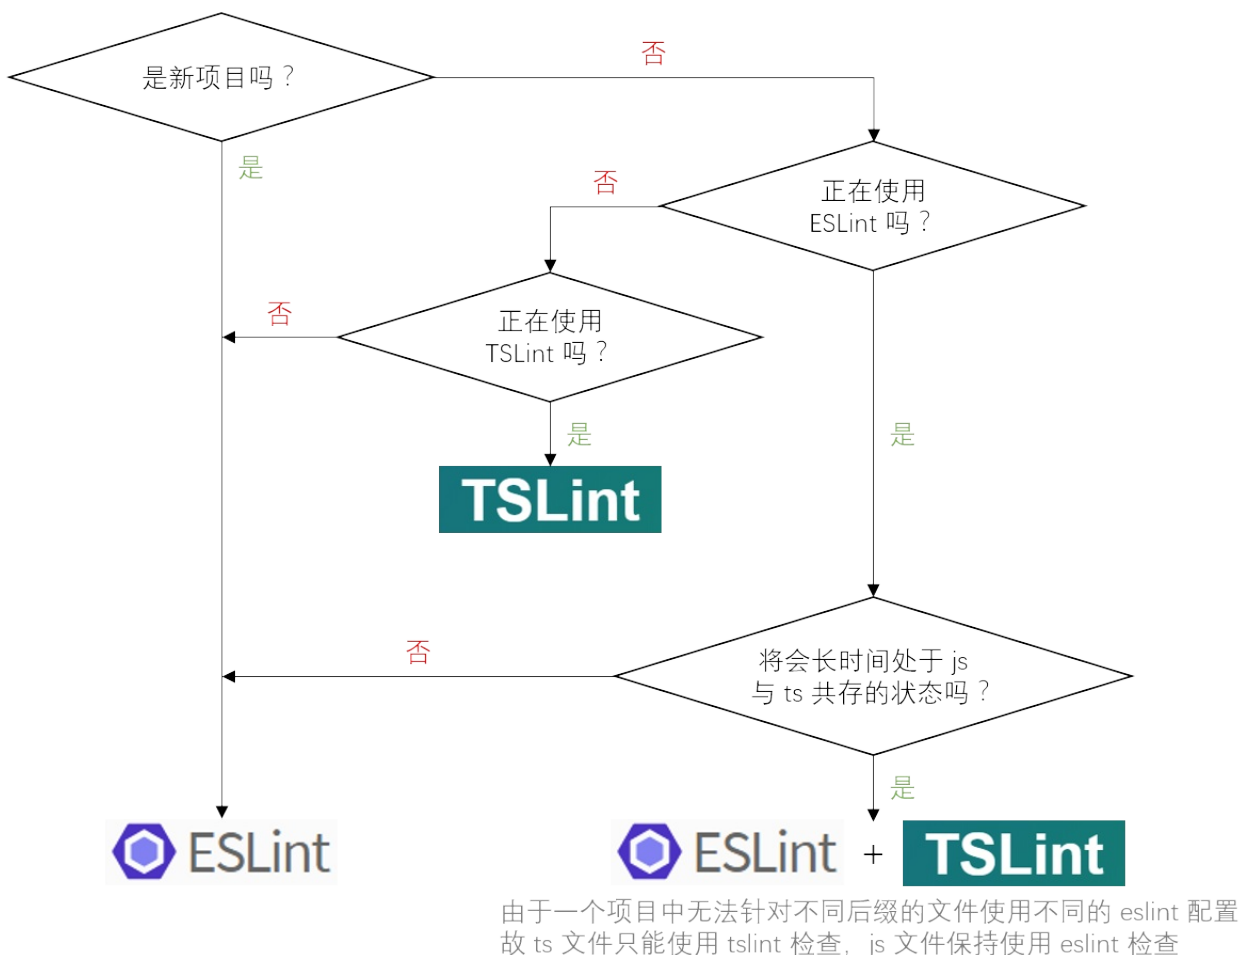 否
是新项目吗？
是
否
正在使用
ESLint 吗？
否
正在使用
TSLint 吗？
是
是
TSLint
否
将会长时间处于 js
与 ts 共存的状态吗？
是
ESLint
ESLint + TSLint
由于一个项目中无法针对不同后缀的文件使用不同的 eslint 配置
故 ts 文件只能使用 tslint 检查，js 文件保持使用 eslint 检查